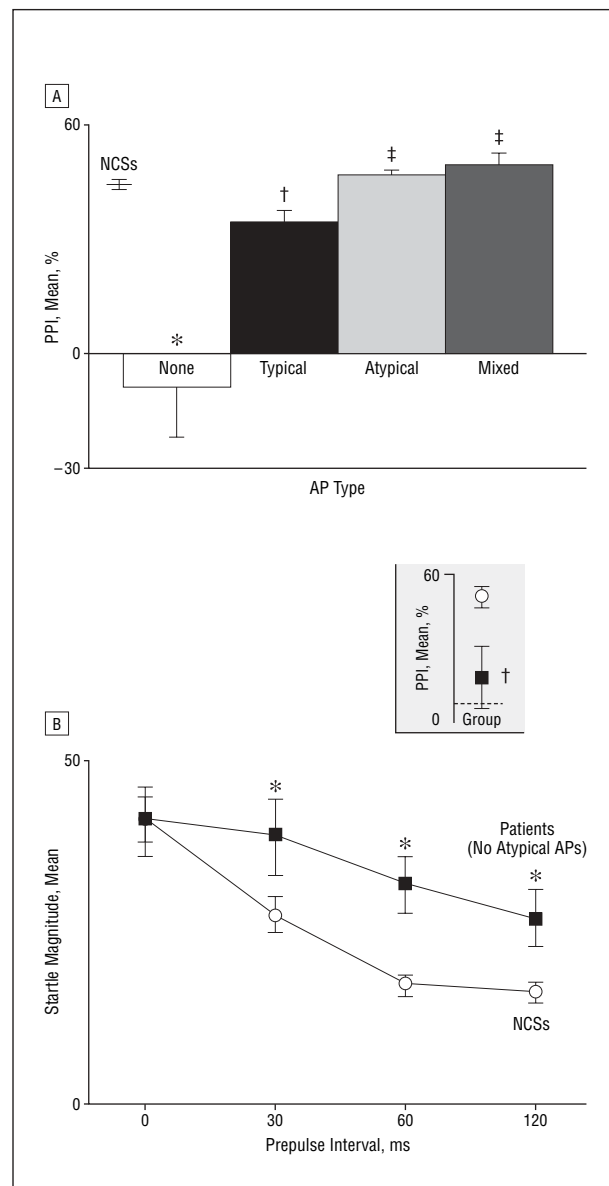 A
60
NCSs
‡
‡
†
PPI, Mean, %
*
0
None Typical Atypical Mixed
−30
AP Type
60
PPI, Mean, %
†
0
Group
B
50
*
*
Patients
(No Atypical APs)
*
Startle Magnitude, Mean
NCSs
0
0 30 60 120
Prepulse Interval, ms